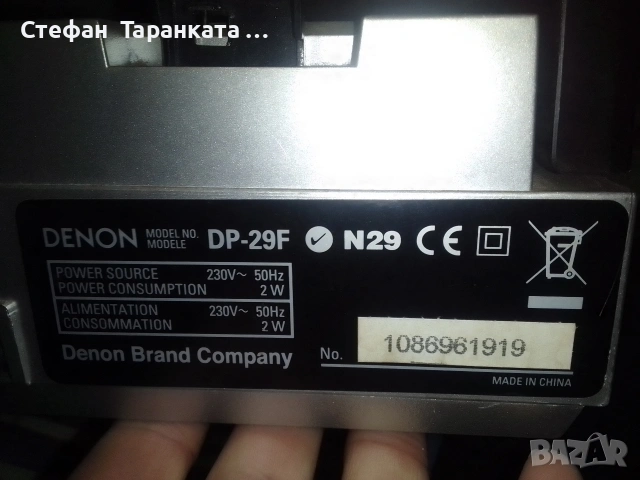 Стефан Таранката ...
DENON MODEL NO. MODELE DP-29F N29 CE
POWER SOURCE 230V~ 50Hz
POWER CONSUMPTION 2 W
ALIMENTATION 230V~ 50Hz
CONSOMMATION 2 W
Denon Brand Company No. 1086961919
MADE IN CHINA
BAZAR